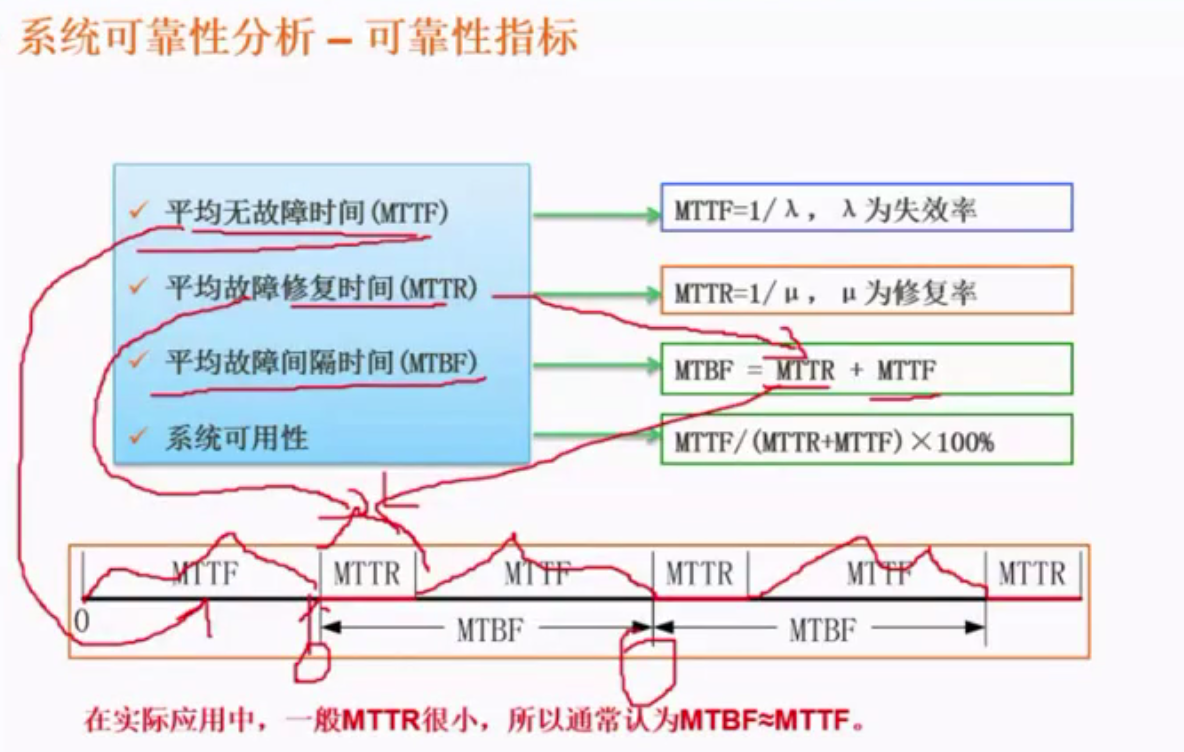 系统可靠性分析 – 可靠性指标
✓ 平均无故障时间(MTTF)
MTTF=1/λ，λ为失效率
✓ 平均故障修复时间(MTTR)
MTTR=1/μ，μ为修复率
✓ 平均故障间隔时间(MTBF)
MTBF = MTTR + MTTF
✓ 系统可用性
MTTF/(MTTR+MTTF)×100%
MTTF MTTR MTTF MTTR MTTF MTTR
0 MTBF MTBF
在实际应用中，一般MTTR很小，所以通常认为MTBF≈MTTF。